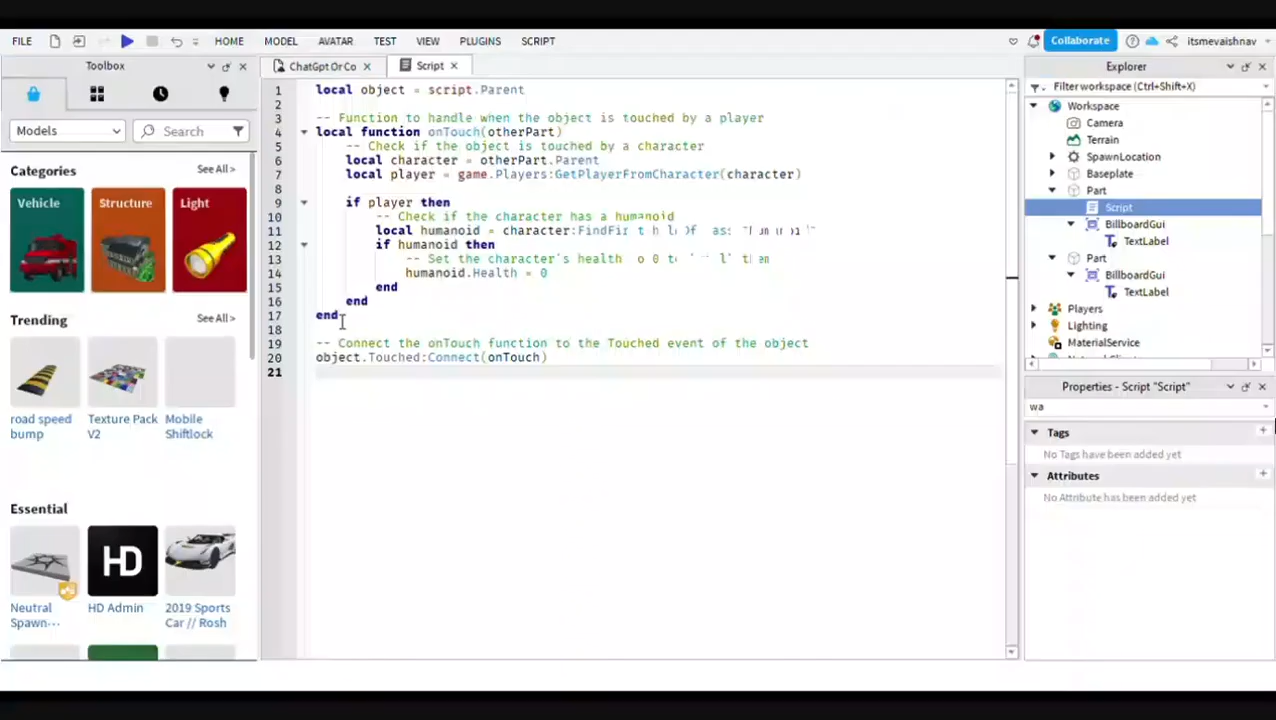 FILE HOME MODEL AVATAR TEST VIEW PLUGINS SCRIPT Collaborate itsmevaishnav
Toolbox
Models Search
Categories See All >
Vehicle Structure Light
Trending See All >
road speed bump
Texture Pack V2
Mobile Shiftlock
Essential See All >
Neutral Spawn...
HD
HD Admin
2019 Sports Car // Rosh
ChatGpt Or Co Script
1 local object = script.Parent
2
3 -- Function to handle when the object is touched by a player
4 local function onTouch(otherPart)
5 -- Check if the object is touched by a character
6 local character = otherPart.Parent
7 local player = game.Players:GetPlayerFromCharacter(character)
8
9 if player then
10 -- Check if the character has a humanoid
11 local humanoid = character:
12 if humanoid then
13 -- Set the character's health 0
14 humanoid.Health = 0
15 end
16 end
17 end
18
19 -- Connect the onTouch function to the Touched event of the object
20 object.Touched:Connect(onTouch)
21
Explorer
Filter workspace (Ctrl+Shift+X)
Workspace
Camera
Terrain
SpawnLocation
Baseplate
Part
Script
BillboardGui
TextLabel
Part
BillboardGui
TextLabel
Players
Lighting
MaterialService
Properties - Script "Script"
wa
Tags
No Tags have been added yet
Attributes
No Attribute has been added yet